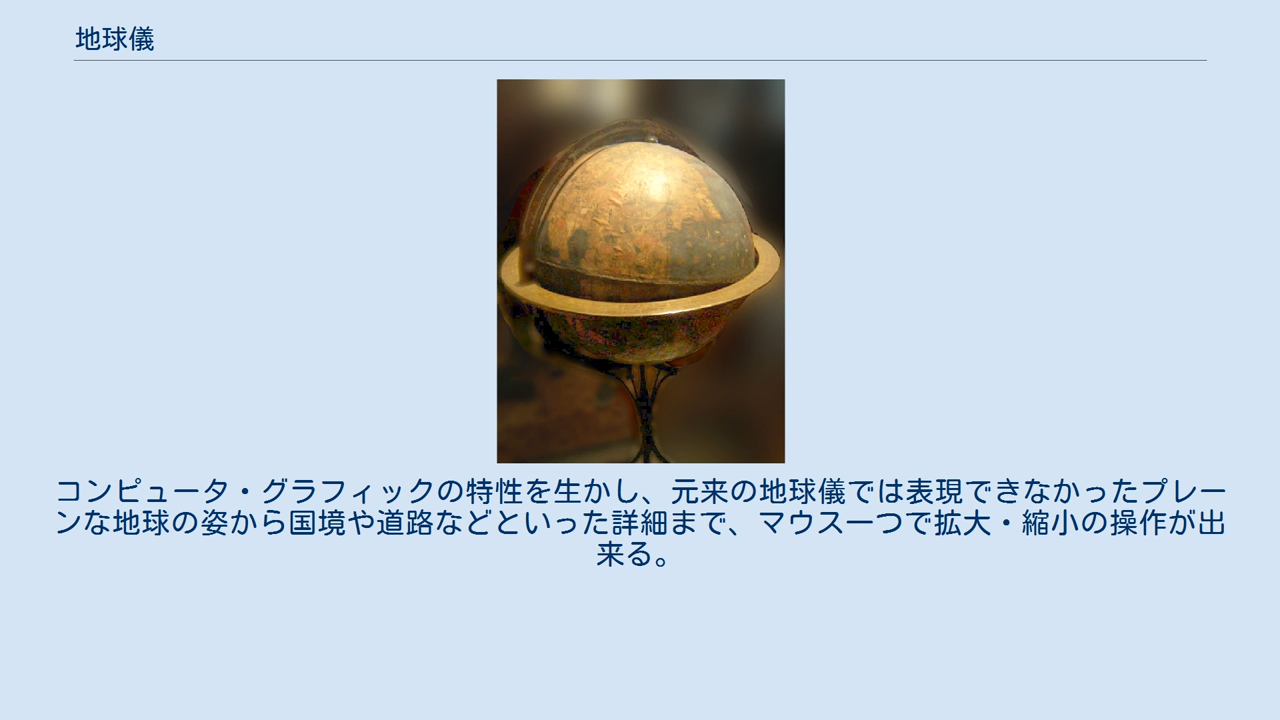 地球儀
コンピュータ・グラフィックの特性を生かし、元来の地球儀では表現できなかったプレー
ンな地球の姿から国境や道路などといった詳細まで、マウス一つで拡大・縮小の操作が出
来る。